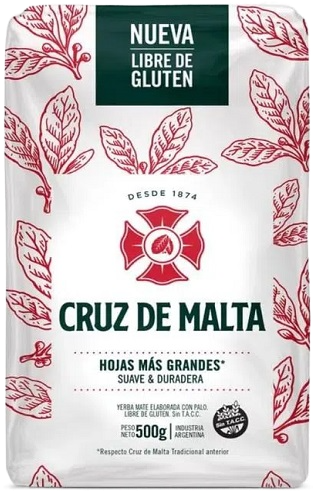 NUEVA
LIBRE DE
GLUTEN
DESDE 1874
CRUZ DE MALTA
HOJAS MÁS GRANDES*
SUAVE & DURADERA
YERBA MATE ELABORADA CON PALO.
LIBRE DE GLUTEN. Sin T.A.C.C.
PESO NETO 500g
INDUSTRIA ARGENTINA
Sin T.A.C.C.
*Respecto Cruz de Malta Tradicional anterior